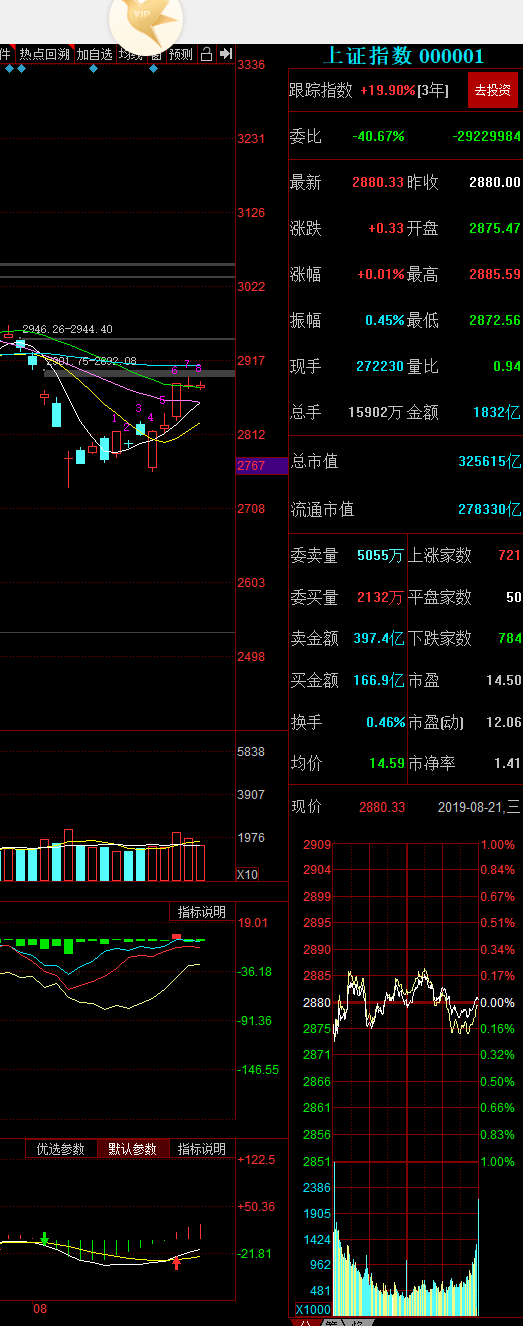 VIP
件 热点回溯 加自选 均线 窗 预测
3336
3231
3126
3022
2917
2812
2767
2708
2603
2498
2946.26-2944.40
2901.75-2892.08
1
2
3
4
5
6
7
8
5838
3907
1976
X10
指标说明
19.01
-36.18
-91.36
-146.55
优选参数 默认参数 指标说明
+122.5
+50.36
-21.81
08
上证指数 000001
跟踪指数 +19.90%[3年] 去投资
委比 -40.67% -29229984
最新 2880.33 昨收 2880.00
涨跌 +0.33 开盘 2875.47
涨幅 +0.01% 最高 2885.59
振幅 0.45% 最低 2872.56
现手 272230 量比 0.94
总手 15902万 金额 1832亿
总市值 325615亿
流通市值 278330亿
委卖量 5055万 上涨家数 721
委买量 2132万 平盘家数 50
卖金额 397.4亿 下跌家数 784
买金额 166.9亿 市盈 14.50
换手 0.46% 市盈(动) 12.06
均价 14.59 市净率 1.41
现价 2880.33 2019-08-21,三
2909 1.00%
2904 0.84%
2899 0.67%
2895 0.51%
2890 0.34%
2885 0.17%
2880 0.00%
2875 0.16%
2871 0.32%
2866 0.50%
2861 0.66%
2856 0.83%
2851 1.00%
2386
1905
1424
962
481
X1000